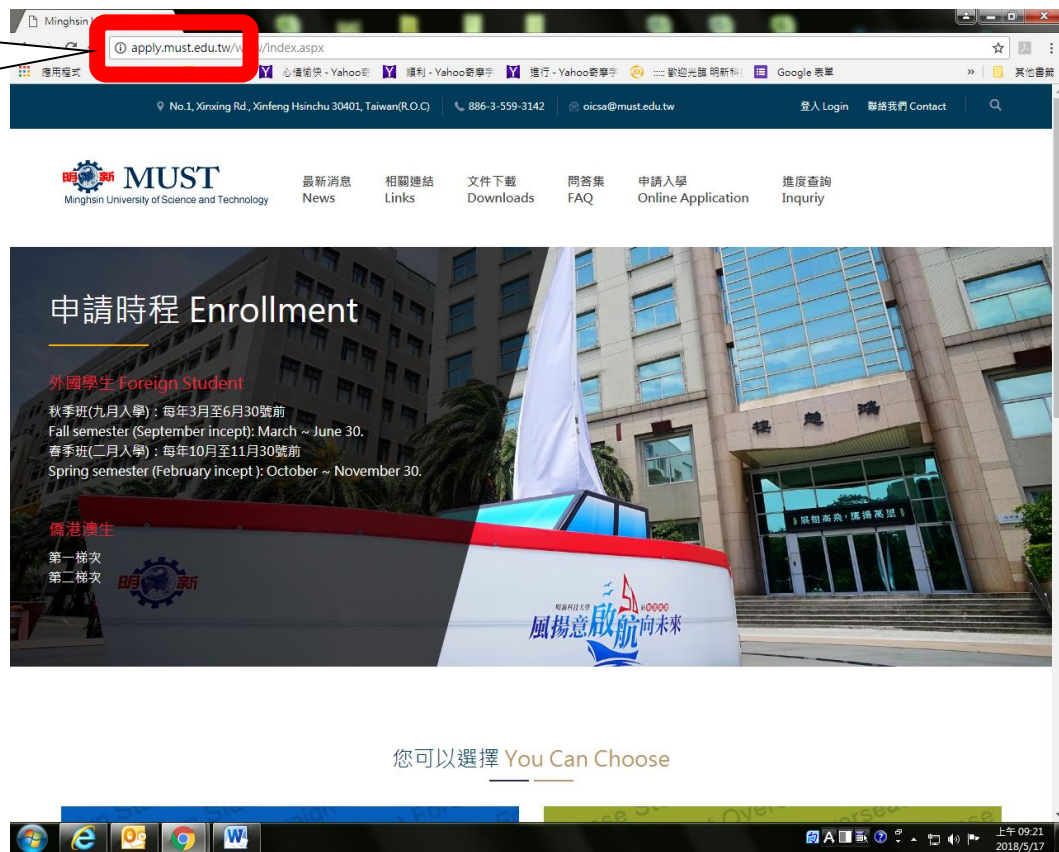 Minghsin
apply.must.edu.tw/ /index.aspx
應用程式 心情愉快 - Yahoo奇 順利 - Yahoo奇摩字 進行 - Yahoo奇摩字 ::::: 歡迎光臨 明新科 Google 表單 » 其他書籤
No.1, Xinxing Rd., Xinfeng Hsinchu 30401, Taiwan(R.O.C) 886-3-559-3142 oicsa@must.edu.tw 登入 Login 聯絡我們 Contact
明新 MUST
Minghsin University of Science and Technology
最新消息 相關連結 文件下載 問答集 申請入學 進度查詢
News Links Downloads FAQ Online Application Inquriy
申請時程 Enrollment
外國學生 Foreign Student
秋季班(九月入學)：每年3月至6月30號前
Fall semester (September incept): March ~ June 30.
春季班(二月入學)：每年10月至11月30號前
Spring semester (February incept ): October ~ November 30.
僑港澳生
第一梯次
第二梯次
明新
樓慈鴻
展翅高飛・鷹揚萬里
明新科技大學
風揚意啟航向未來
您可以選擇 You Can Choose
上午 09:21
2018/5/17